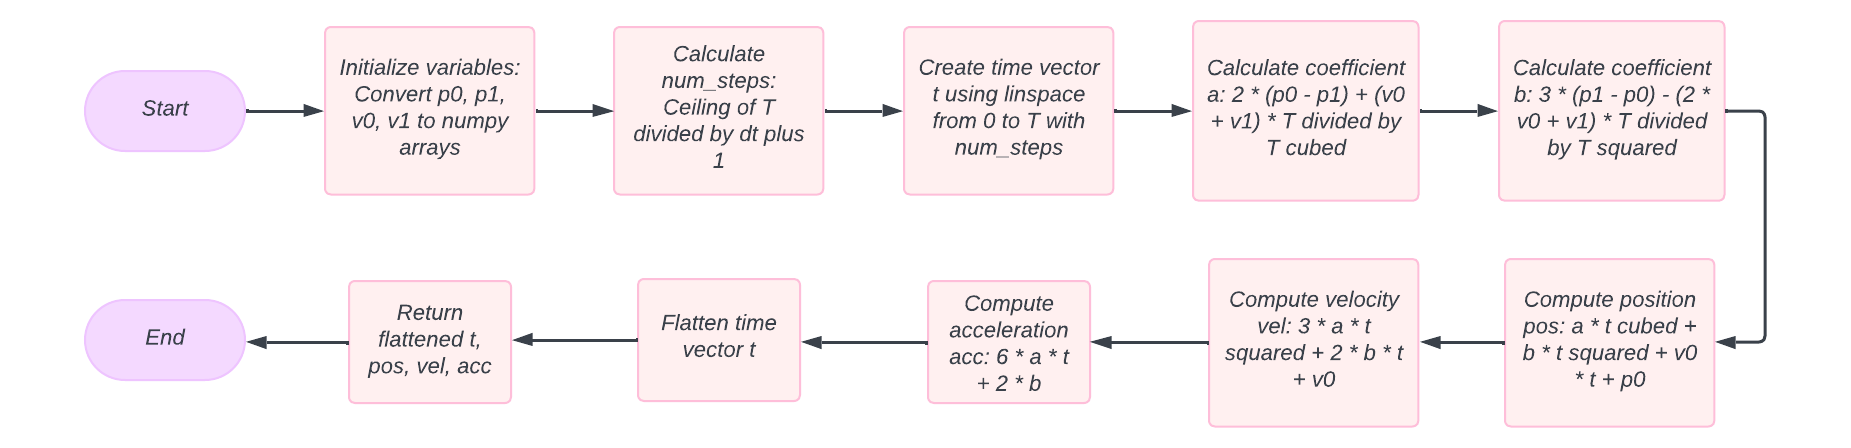 Start
Initialize variables:
Convert p0, p1,
v0, v1 to numpy
arrays
Calculate
num_steps:
Ceiling of T
divided by dt plus
1
Create time vector
t using linspace
from 0 to T with
num_steps
Calculate coefficient
a: 2 * (p0 - p1) + (v0
+ v1) * T divided by
T cubed
Calculate coefficient
b: 3 * (p1 - p0) - (2 *
v0 + v1) * T divided
by T squared
Compute position
pos: a * t cubed +
b * t squared + v0
* t + p0
Compute velocity
vel: 3 * a * t
squared + 2 * b * t
+ v0
Compute
acceleration
acc: 6 * a * t
+ 2 * b
Flatten time
vector t
Return
flattened t,
pos, vel, acc
End